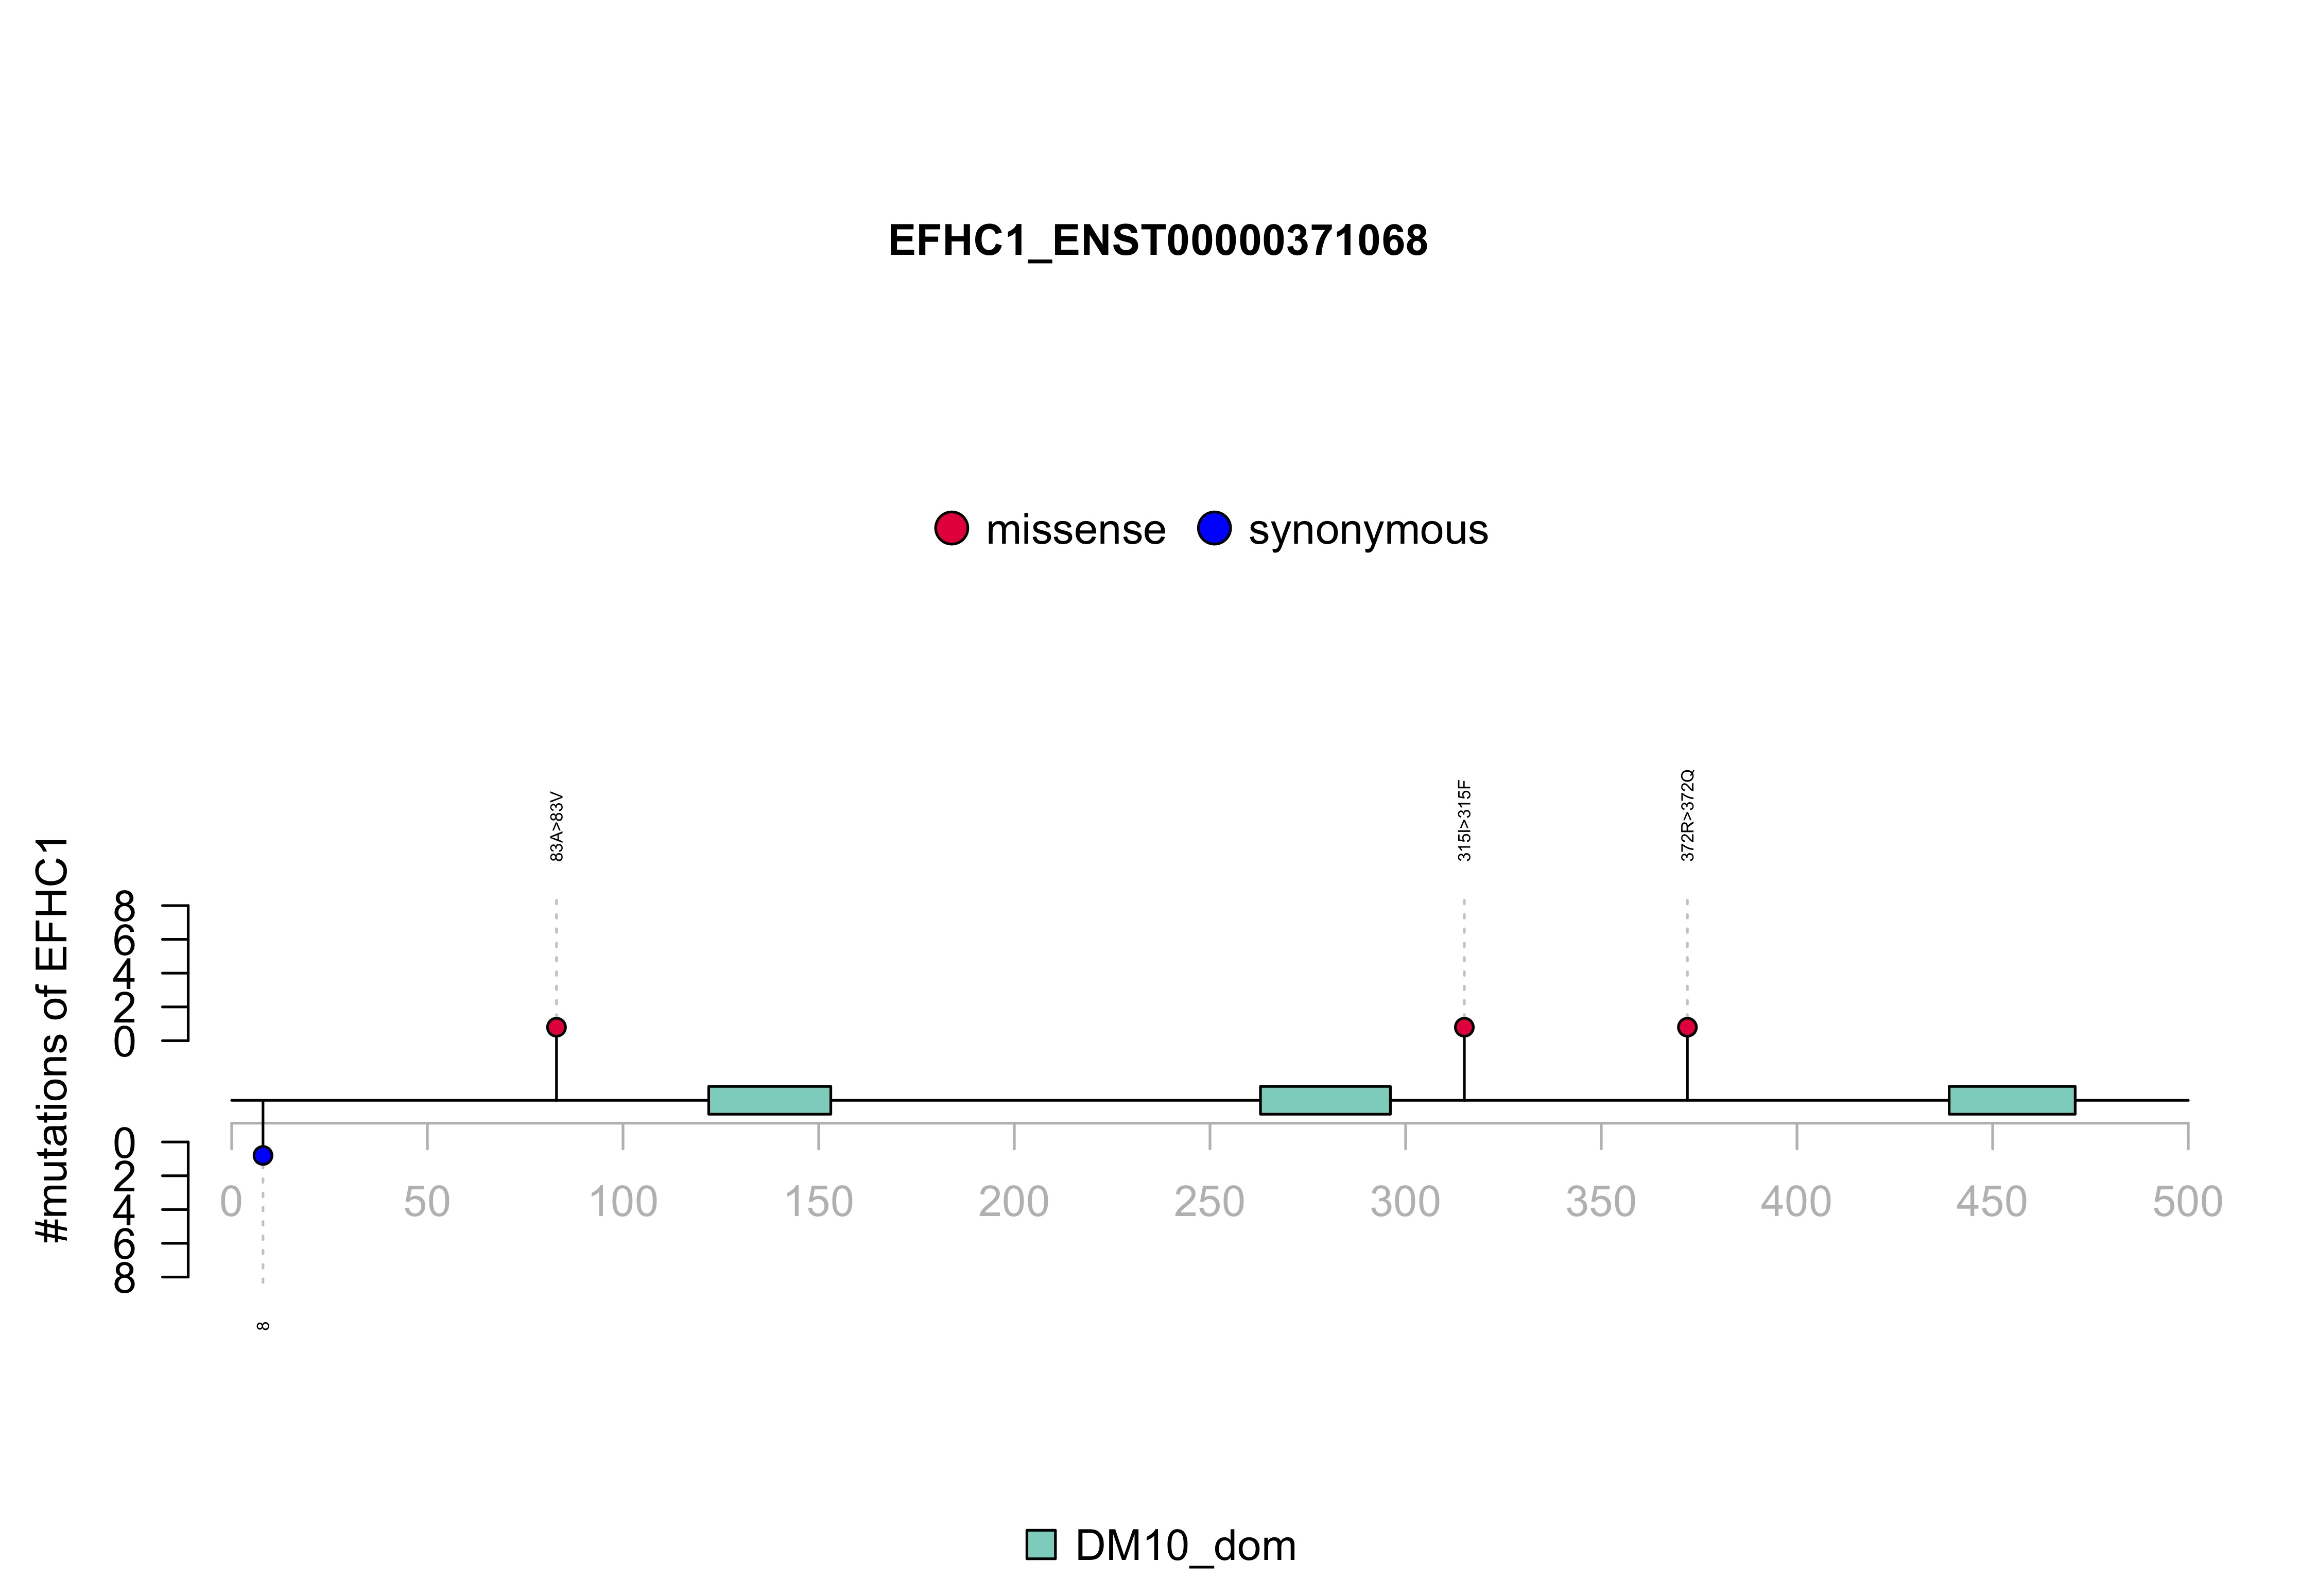 EFHC1_ENST00000371068
missense synonymous
83A>83V
315I>315F
372R>372Q
#mutations of EFHC1
8
6
4
2
0
0
2
4
6
8
0 50 100 150 200 250 300 350 400 450 500
8
DM10_dom